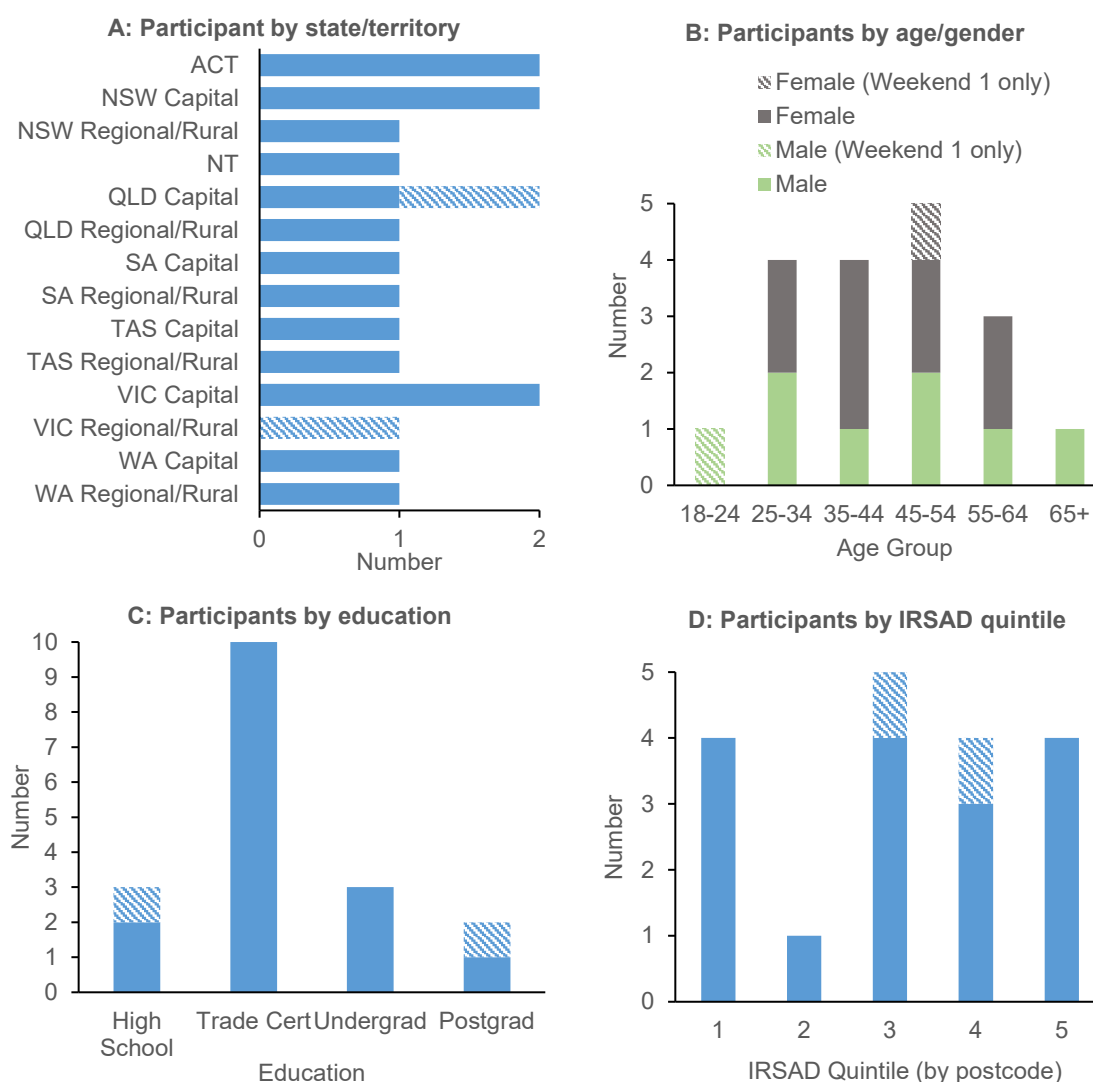 A: Participant by state/territory
ACT
NSW Capital
NSW Regional/Rural
NT
QLD Capital
QLD Regional/Rural
SA Capital
SA Regional/Rural
TAS Capital
TAS Regional/Rural
VIC Capital
VIC Regional/Rural
WA Capital
WA Regional/Rural
0 1 2
Number
B: Participants by age/gender
Female (Weekend 1 only)
Female
Male (Weekend 1 only)
Male
5
4
3
2
1
0
Number
18-24 25-34 35-44 45-54 55-64 65+
Age Group
C: Participants by education
10
9
8
7
6
5
4
3
2
1
0
Number
High School Trade Cert Undergrad Postgrad
Education
D: Participants by IRSAD quintile
5
4
3
2
1
0
Number
1 2 3 4 5
IRSAD Quintile (by postcode)